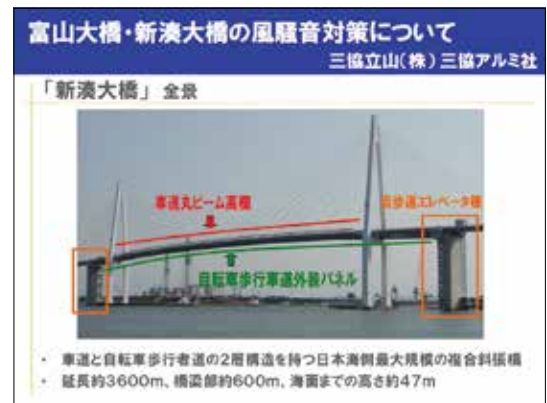 富山大橋・新湊大橋の風騒音対策について
三協立山(株)三協アルミ社
「新湊大橋」全景
車道丸ビーム高欄
自歩道エレベータ棟
自転車歩行車道外装パネル
・ 車道と自転車歩行者道の2層構造を持つ日本海側最大規模の複合斜張橋
・ 延長約3600m、橋梁部約600m、海面までの高さ約47m